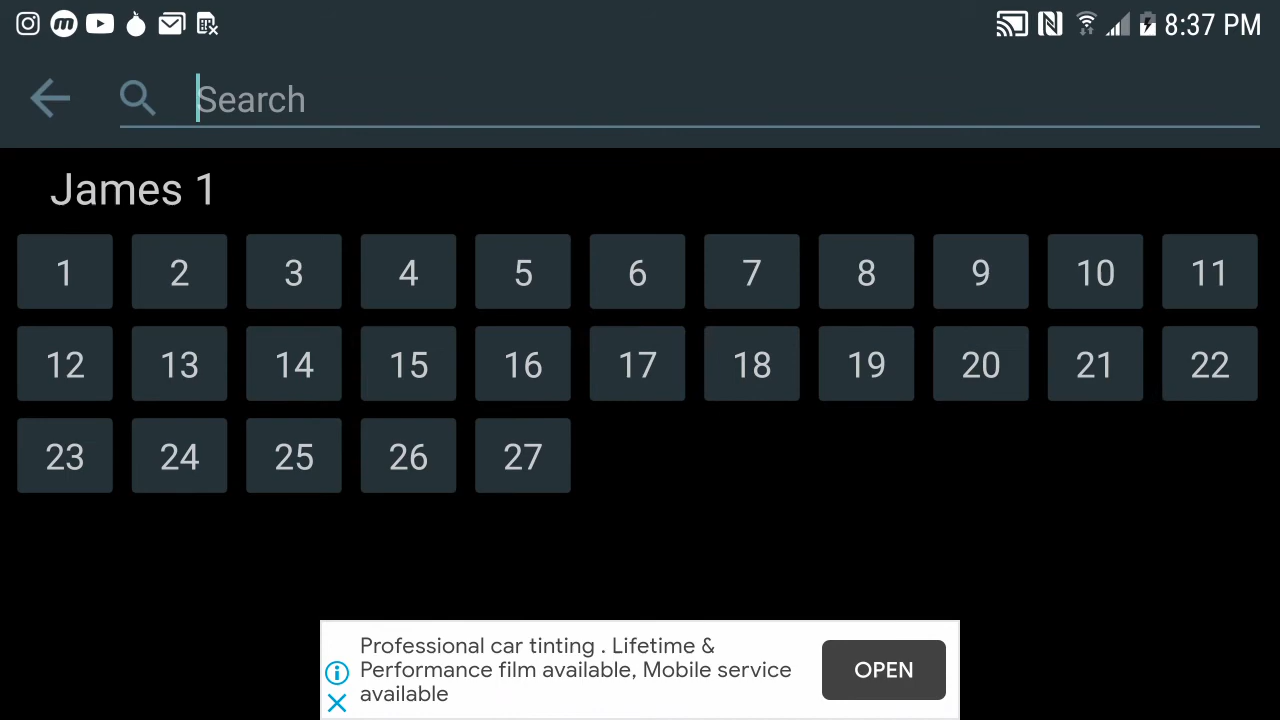 8:37 PM
Search
James 1
1 2 3 4 5 6 7 8 9 10 11
12 13 14 15 16 17 18 19 20 21 22
23 24 25 26 27
Professional car tinting . Lifetime &
Performance film available, Mobile service
available
OPEN